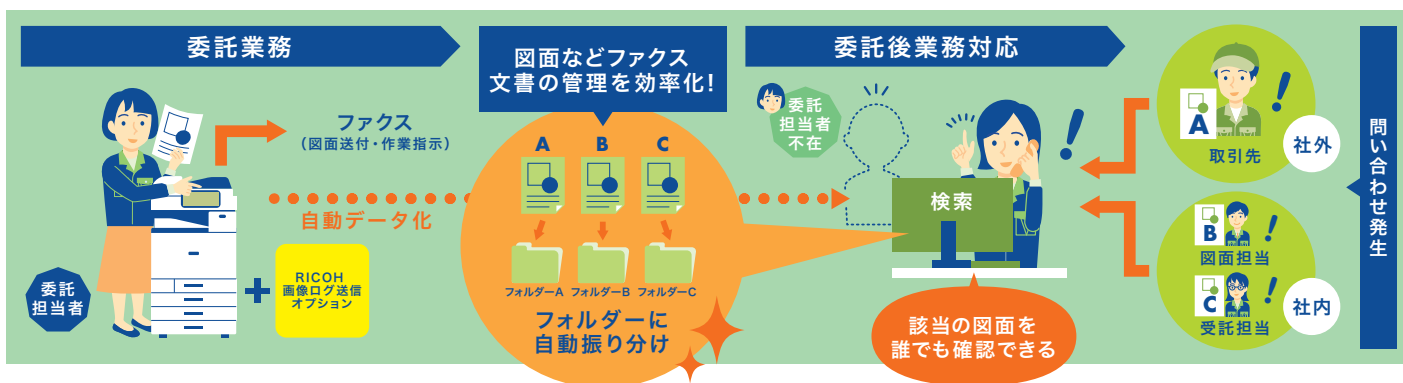 委託業務
ファクス
（図面送付・作業指示）
自動データ化
委託
担当者
RICOH
画像ログ送信
オプション
図面などファクス
文書の管理を効率化!
A B C
フォルダーA フォルダーB フォルダーC
フォルダーに
自動振り分け
委託後業務対応
委託
担当者
不在
検索
該当の図面を
誰でも確認できる
A
取引先
社外
B
図面担当
C
受託担当
社内
問い合わせ発生